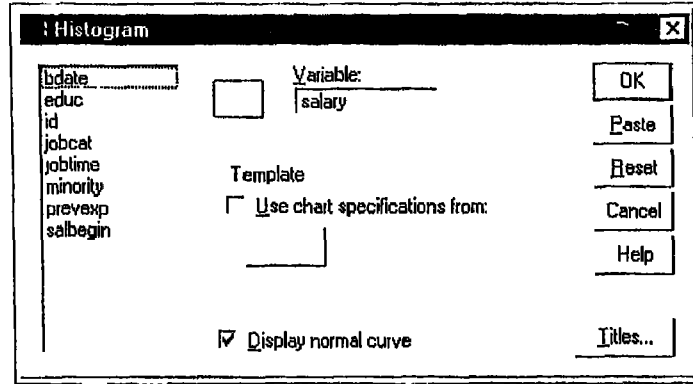 Histogram
bdate
educ
id
jobcat
jobtime
minority
prevexp
salbegin
Variable:
salary
Template
Use chart specifications from:
Display normal curve
OK
Paste
Reset
Cancel
Help
Titles...